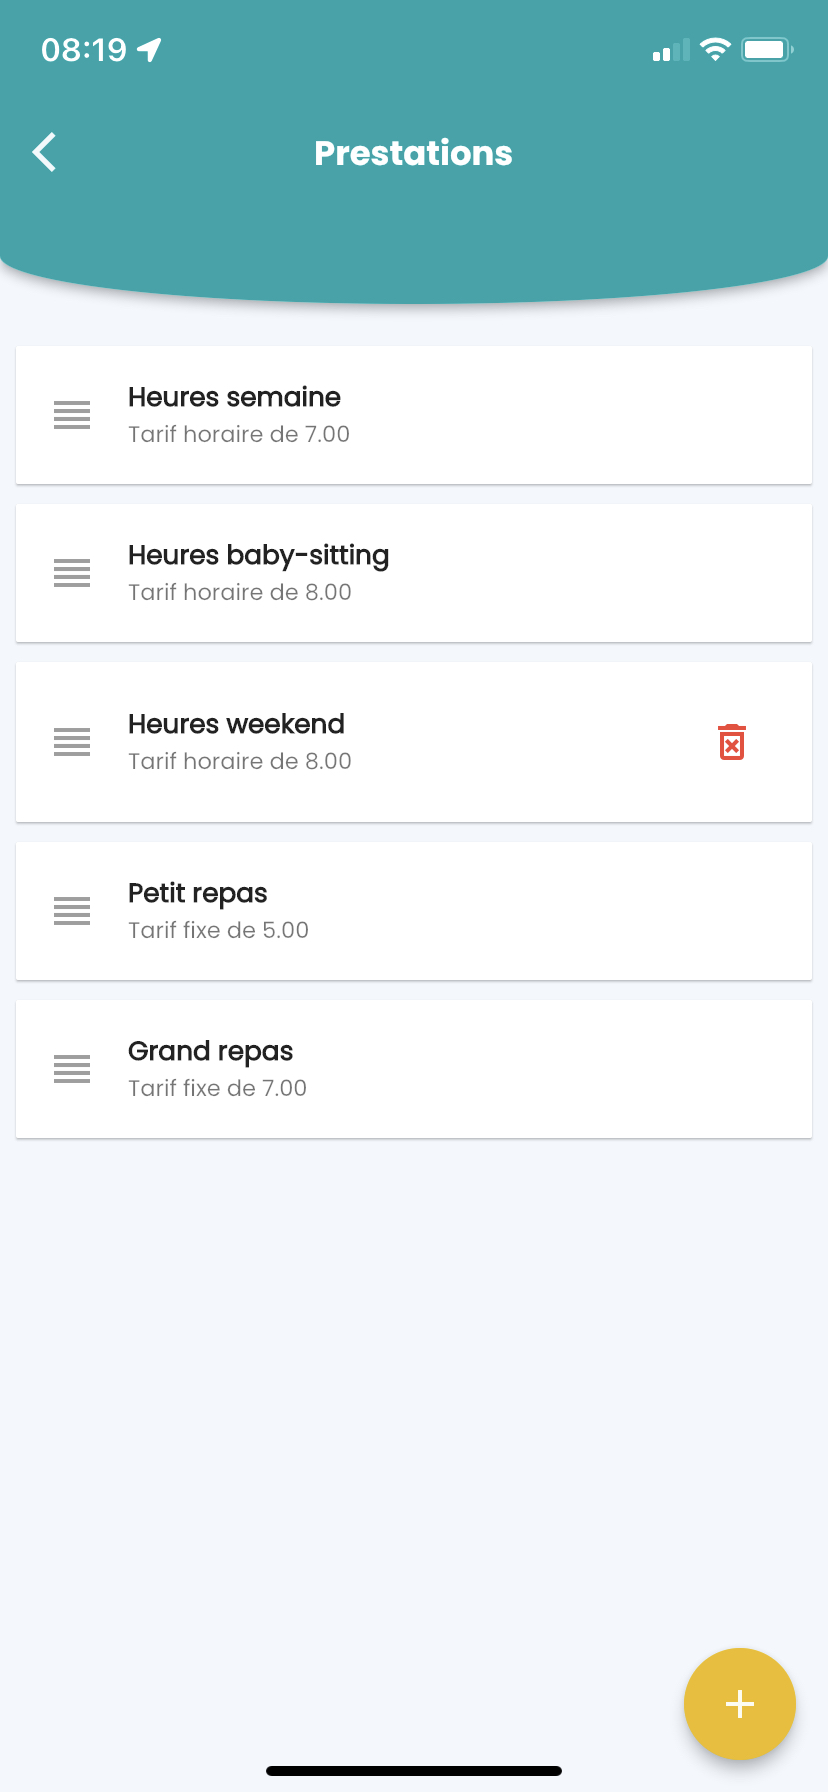 08:19
Prestations
Heures semaine
Tarif horaire de 7.00
Heures baby-sitting
Tarif horaire de 8.00
Heures weekend
Tarif horaire de 8.00
Petit repas
Tarif fixe de 5.00
Grand repas
Tarif fixe de 7.00